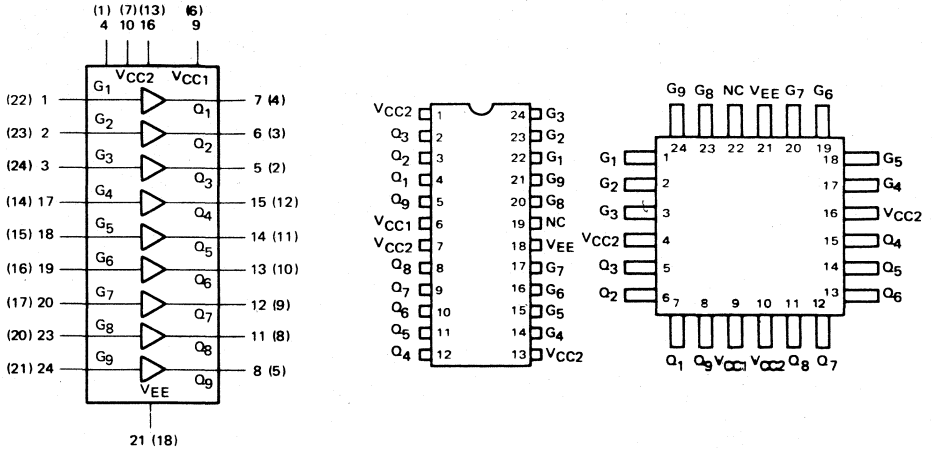 (1) (7) (13) (6)
4 10 16 9
VCC2 VCC1
(22) 1 G1 Q1 7 (4)
(23) 2 G2 Q2 6 (3)
(24) 3 G3 Q3 5 (2)
(14) 17 G4 Q4 15 (12)
(15) 18 G5 Q5 14 (11)
(16) 19 G6 Q6 13 (10)
(17) 20 G7 Q7 12 (9)
(20) 23 G8 Q8 11 (8)
(21) 24 G9 Q9 8 (5)
VEE
21 (18)
VCC2 1 24 G3
Q3 2 23 G2
Q2 3 22 G1
Q1 4 21 G9
Q9 5 20 G8
VCC1 6 19 NC
VCC2 7 18 VEE
Q8 8 17 G7
Q7 9 16 G6
Q6 10 15 G5
Q5 11 14 G4
Q4 12 13 VCC2
G9 G8 NC VEE G7 G6
24 23 22 21 20 19
G1 1 18 G5
G2 2 17 G4
G3 3 16 VCC2
VCC2 4 15 Q4
Q3 5 14 Q5
Q2 6 13 Q6
7 8 9 10 11 12
Q1 Q9 VCC1 VCC2 Q8 Q7